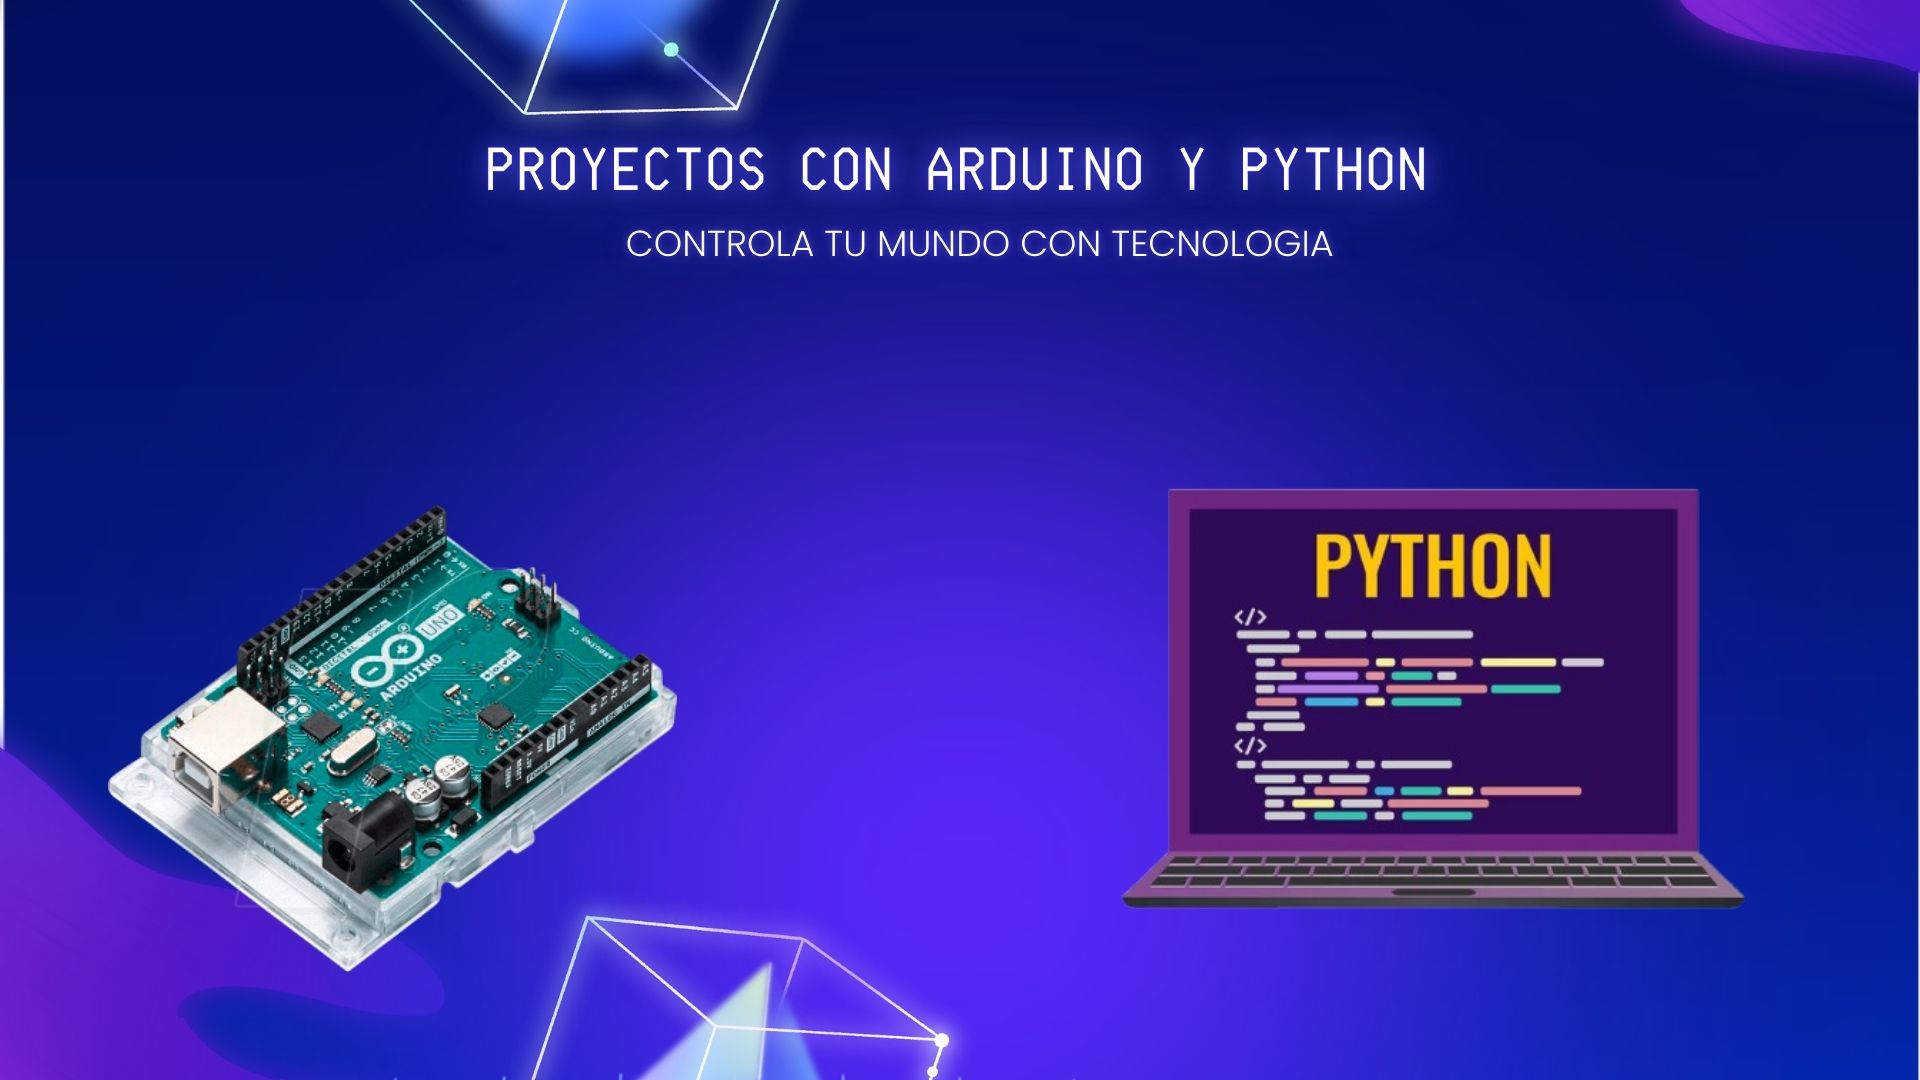 PROYECTOS CON ARDUINO Y PYTHON
CONTROLA TU MUNDO CON TECNOLOGIA
UNO
ARDUINO
PYTHON
</>
</>